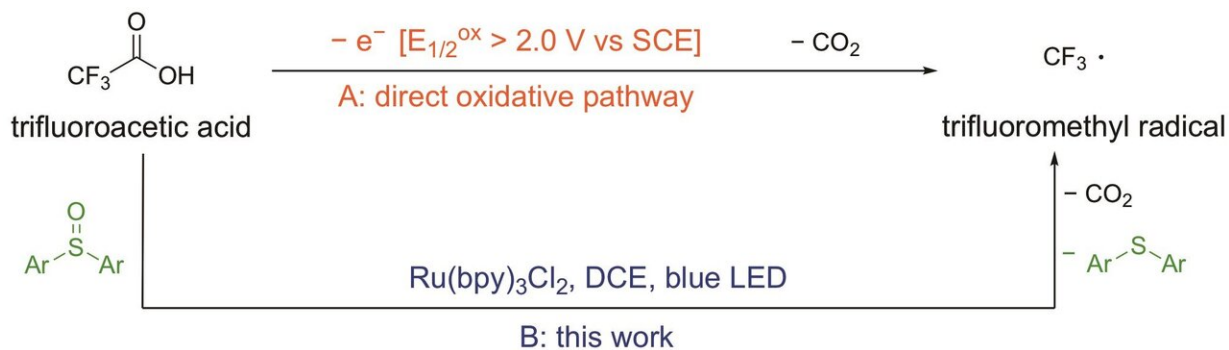 O
CF₃ OH
trifluoroacetic acid
− e⁻ [E₁/₂ᵒˣ > 2.0 V vs SCE] − CO₂
A: direct oxidative pathway
CF₃ ·
trifluoromethyl radical
O
S
Ar Ar
Ru(bpy)₃Cl₂, DCE, blue LED
B: this work
− CO₂
− Ar S Ar